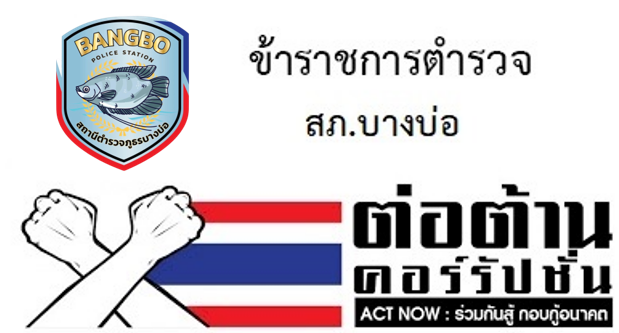 BANGBO
POLICE STATION
สถานีตำรวจภูธรบางบ่อ
ข้าราชการตำรวจ
สภ.บางบ่อ
ต่อต้าน
คอร์รัปชั่น
ACT NOW : ร่วมกันสู้ กอบกู้อนาคต